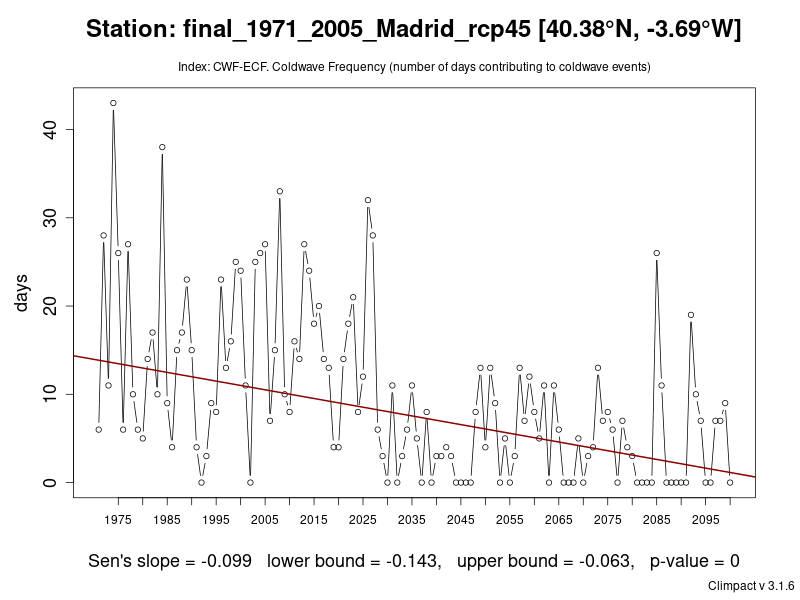 Station: final_1971_2005_Madrid_rcp45 [40.38°N, -3.69°W]
Index: CWF-ECF. Coldwave Frequency (number of days contributing to coldwave events)
days
40
30
20
10
0
1975 1985 1995 2005 2015 2025 2035 2045 2055 2065 2075 2085 2095
Sen's slope = -0.099 lower bound = -0.143, upper bound = -0.063, p-value = 0
Climpact v 3.1.6